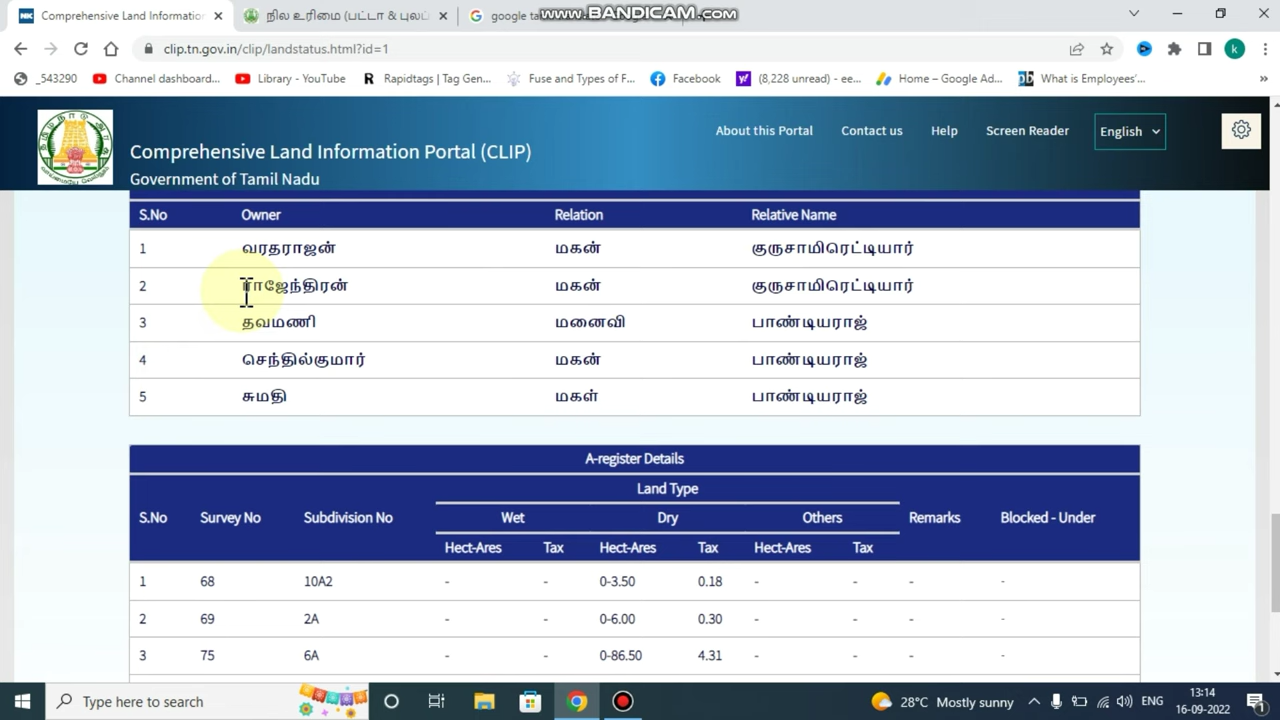 Comprehensive Land Information
நில உரிமை (பட்டா & புலப்
google ta
www.BANDICAM.com
clip.tn.gov.in/clip/landstatus.html?id=1
_543290 Channel dashboard... Library - YouTube Rapidtags | Tag Gen... Fuse and Types of F... Facebook (8,228 unread) - ee... Home – Google Ad... What is Employees'... »
About this Portal Contact us Help Screen Reader English
Comprehensive Land Information Portal (CLIP)
Government of Tamil Nadu
S.No Owner Relation Relative Name
1 வரதராஜன் மகன் குருசாமிரெட்டியார்
2 ராஜேந்திரன் மகன் குருசாமிரெட்டியார்
3 தவமணி மனைவி பாண்டியராஜ்
4 செந்தில்குமார் மகன் பாண்டியராஜ்
5 சுமதி மகள் பாண்டியராஜ்
A-register Details
Land Type
S.No Survey No Subdivision No Wet Dry Others Remarks Blocked - Under
Hect-Ares Tax Hect-Ares Tax Hect-Ares Tax
1 68 10A2 - - 0-3.50 0.18 - - - -
2 69 2A - - 0-6.00 0.30 - - - -
3 75 6A - - 0-86.50 4.31 - - - -
Type here to search
28°C Mostly sunny
ENG
13:14
16-09-2022